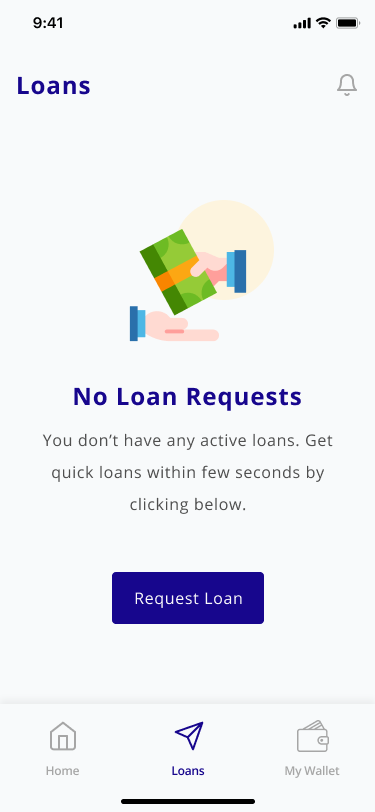 9:41
Loans
No Loan Requests
You don’t have any active loans. Get
quick loans within few seconds by
clicking below.
Request Loan
Home
Loans
My Wallet